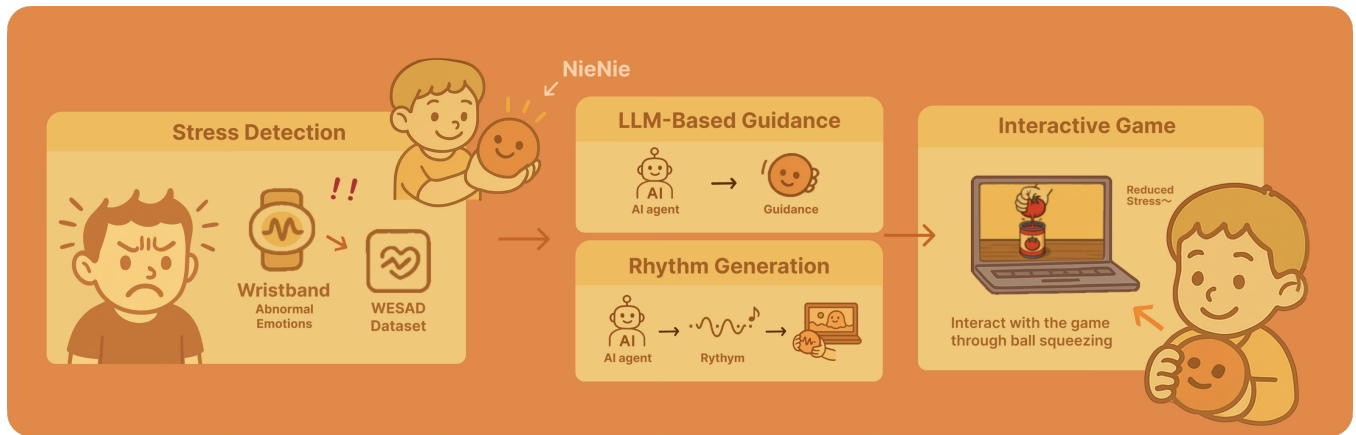 NieNie
Stress Detection
!!
Wristband
Abnormal
Emotions
WESAD
Dataset
LLM-Based Guidance
AI
AI agent
Guidance
Rhythm Generation
AI
AI agent
Rythym
Interactive Game
Reduced
Stress～
Interact with the game
through ball squeezing